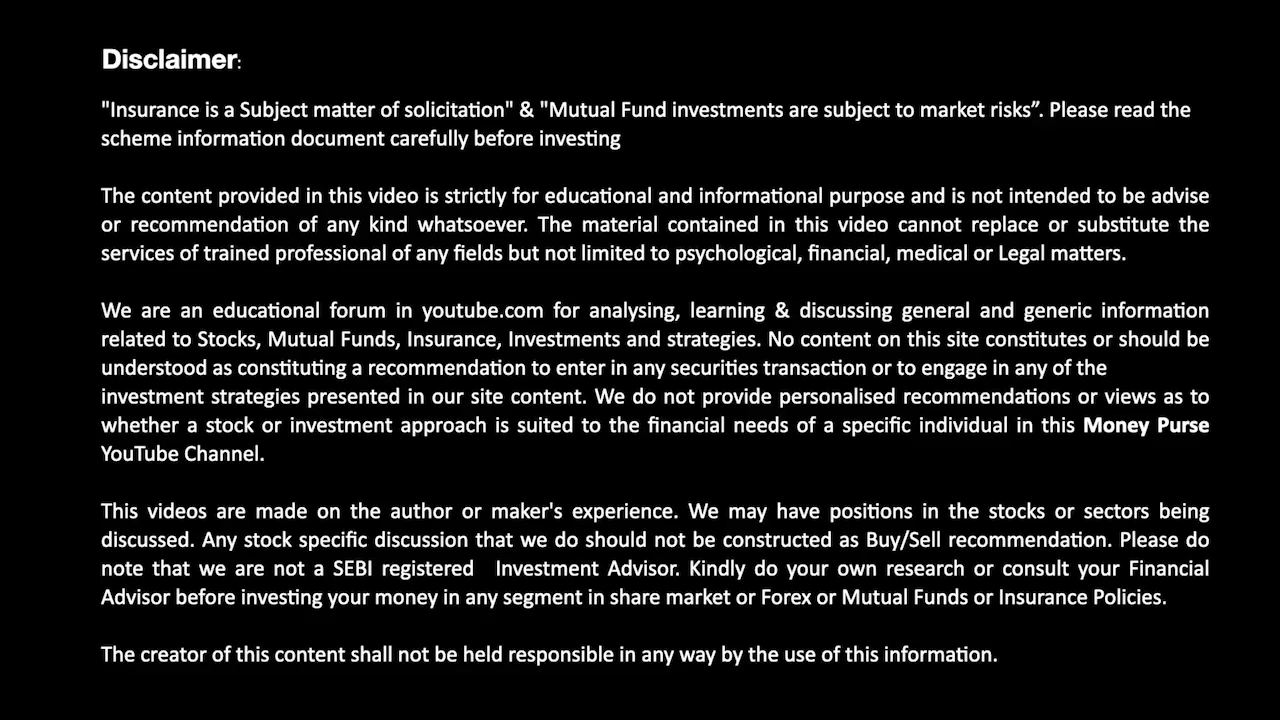 Disclaimer:
"Insurance is a Subject matter of solicitation" & "Mutual Fund investments are subject to market risks”. Please read the
scheme information document carefully before investing
The content provided in this video is strictly for educational and informational purpose and is not intended to be advise
or recommendation of any kind whatsoever. The material contained in this video cannot replace or substitute the
services of trained professional of any fields but not limited to psychological, financial, medical or Legal matters.
We are an educational forum in youtube.com for analysing, learning & discussing general and generic information
related to Stocks, Mutual Funds, Insurance, Investments and strategies. No content on this site constitutes or should be
understood as constituting a recommendation to enter in any securities transaction or to engage in any of the
investment strategies presented in our site content. We do not provide personalised recommendations or views as to
whether a stock or investment approach is suited to the financial needs of a specific individual in this Money Purse
YouTube Channel.
This videos are made on the author or maker's experience. We may have positions in the stocks or sectors being
discussed. Any stock specific discussion that we do should not be constructed as Buy/Sell recommendation. Please do
note that we are not a SEBI registered Investment Advisor. Kindly do your own research or consult your Financial
Advisor before investing your money in any segment in share market or Forex or Mutual Funds or Insurance Policies.
The creator of this content shall not be held responsible in any way by the use of this information.